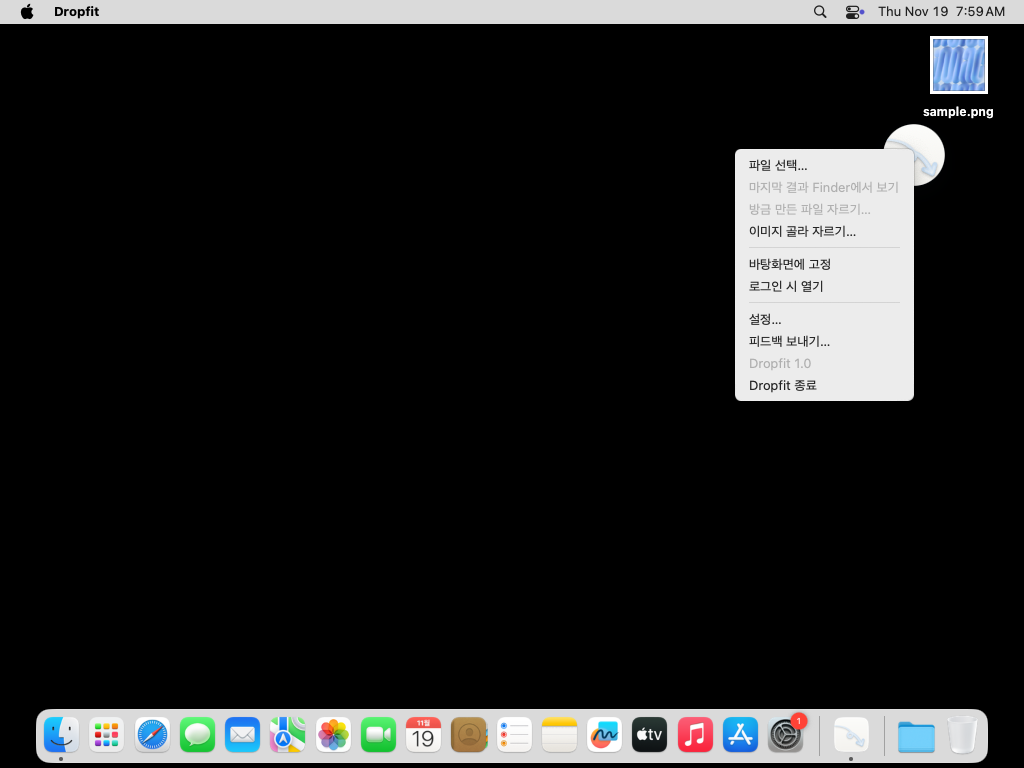 Dropfit
Thu Nov 19 7:59 AM
sample.png
파일 선택...
마지막 결과 Finder에서 보기
방금 만든 파일 자르기...
이미지 골라 자르기...
바탕화면에 고정
로그인 시 열기
설정...
피드백 보내기...
Dropfit 1.0
Dropfit 종료
11월
19
tv
1